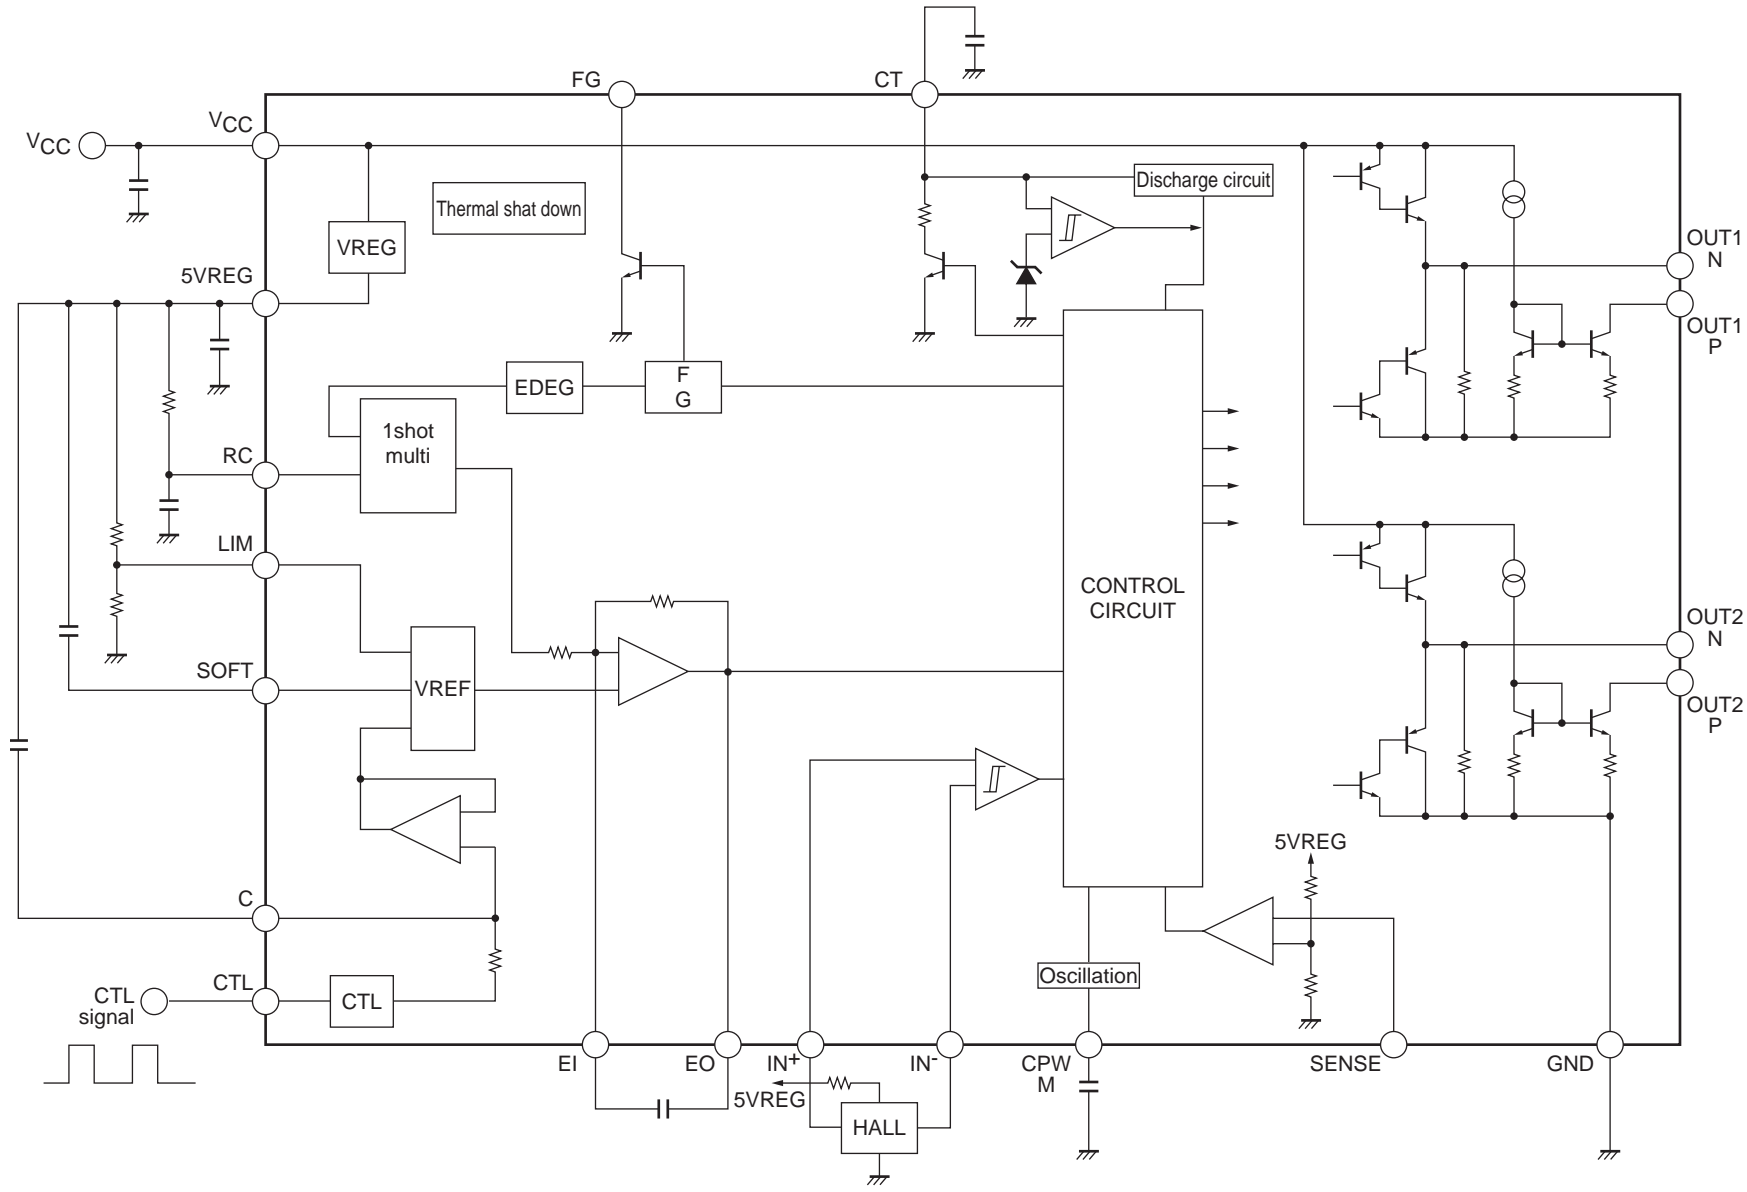 FG
CT
VCC
VCC
Discharge circuit
Thermal shat down
VREG
OUT1
N
5VREG
OUT1
P
EDEG
F
G
1shot
multi
RC
LIM
CONTROL
CIRCUIT
OUT2
N
SOFT
VREF
OUT2
P
5VREG
C
CTL
CTL
signal
CTL
Oscillation
EI
EO
IN+
IN-
CPW
M
SENSE
GND
5VREG
HALL